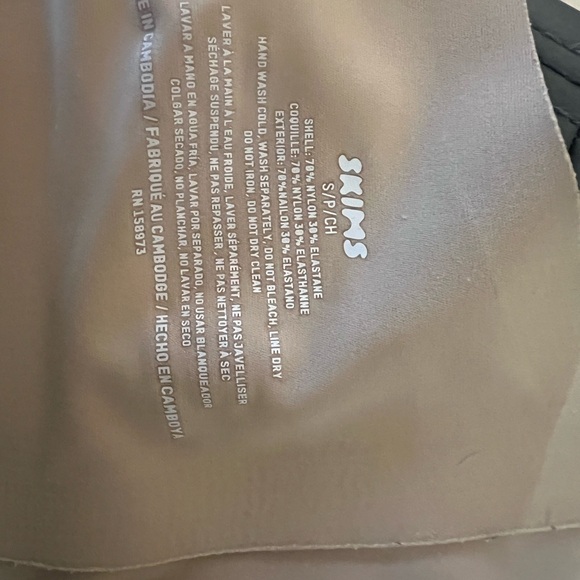 SKIMS
S/P/CH
SHELL: 70% NYLON 30% ELASTANE
COQUILLE: 70% NYLON 30% ELASTHANNE
EXTERIOR: 70%NAILON 30% ELASTANO
HAND WASH COLD, WASH SEPARATELY, DO NOT BLEACH, LINE DRY
DO NOT IRON, DO NOT DRY CLEAN
LAVER À LA MAIN À L'EAU FROIDE, LAVER SÉPARÉMENT, NE PAS JAVELLISER
SÉCHAGE SUSPENDU, NE PAS REPASSER, NE PAS NETTOYER À SEC
LAVAR A MANO EN AGUA FRÍA, LAVAR POR SEPARADO, NO USAR BLANQUEADOR
COLGAR SECADO, NO PLANCHAR, NO LAVAR EN SECO
IN CAMBODIA / FABRIQUÉ AU CAMBODGE / HECHO EN CAMBOYA
RN 158973